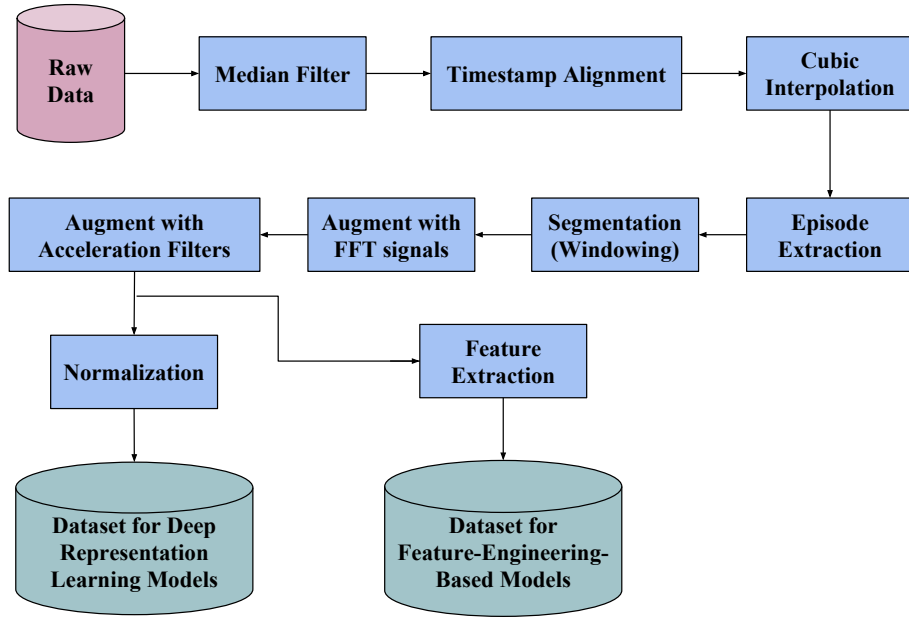 Raw
Data
Median Filter
Timestamp Alignment
Cubic
Interpolation
Augment with
Acceleration Filters
Augment with
FFT signals
Segmentation
(Windowing)
Episode
Extraction
Normalization
Feature
Extraction
Dataset for Deep
Representation
Learning Models
Dataset for
Feature-Engineering-
Based Models